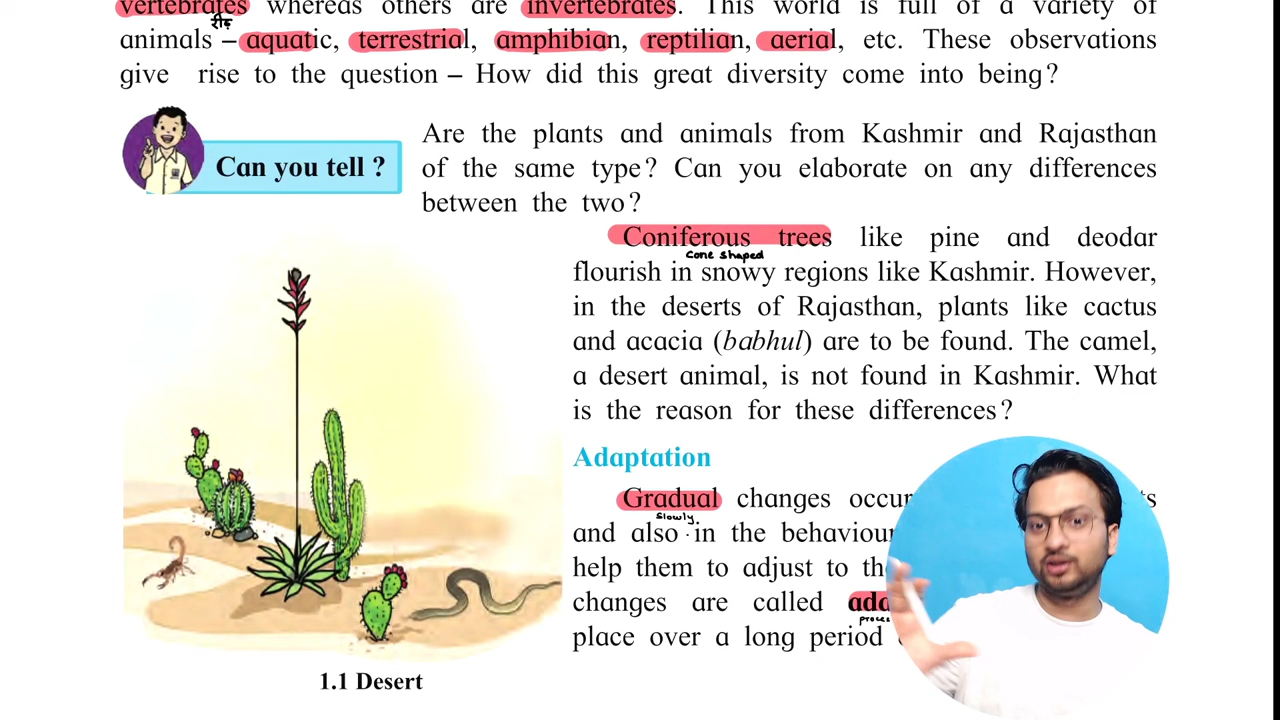 vertebrates whereas others are invertebrates. This world is full of a variety of
रीढ़
animals – aquatic, terrestrial, amphibian, reptilian, aerial, etc. These observations
give rise to the question – How did this great diversity come into being?
Can you tell ?
Are the plants and animals from Kashmir and Rajasthan
of the same type? Can you elaborate on any differences
between the two?
Coniferous trees like pine and deodar
Cone shaped
flourish in snowy regions like Kashmir. However,
in the deserts of Rajasthan, plants like cactus
and acacia (babhul) are to be found. The camel,
a desert animal, is not found in Kashmir. What
is the reason for these differences?
Adaptation
Gradual changes occur
Slowly
and also in the behaviour
help them to adjust to
changes are called
place over a long period
1.1 Desert